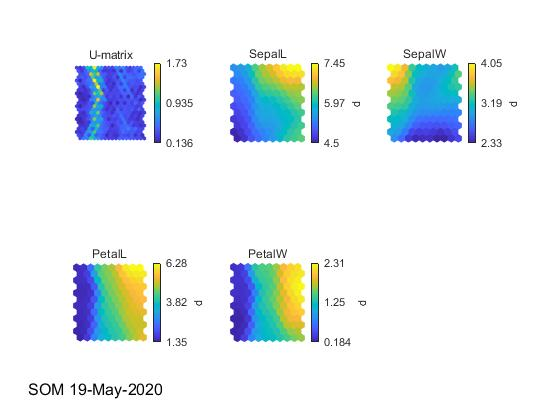 U-matrix
1.73
0.935
0.136
SepalL
7.45
5.97
4.5
d
SepalW
4.05
3.19
2.33
d
PetalL
6.28
3.82
1.35
d
PetalW
2.31
1.25
0.184
d
SOM 19-May-2020